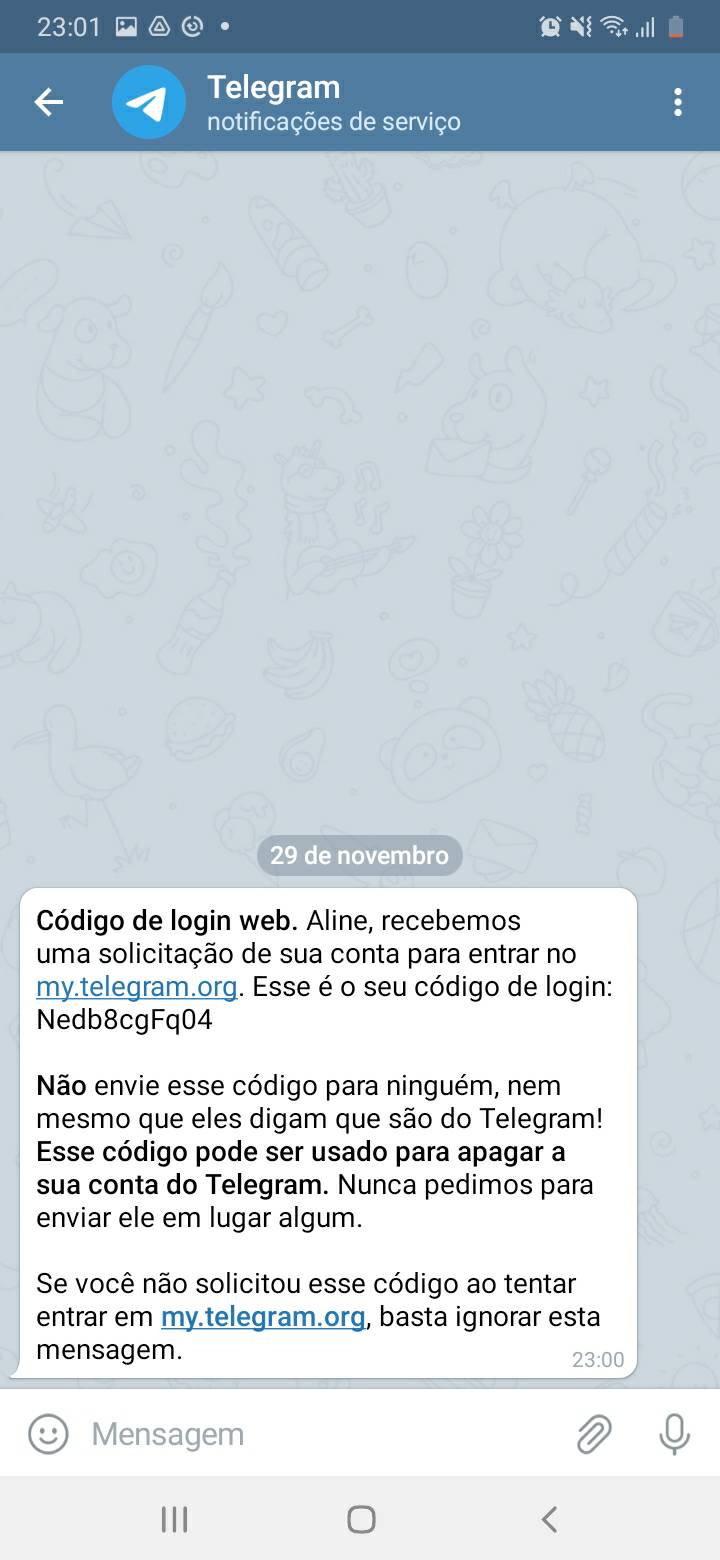 23:01
Telegram
notificações de serviço
29 de novembro
Código de login web. Aline, recebemos
uma solicitação de sua conta para entrar no
my.telegram.org. Esse é o seu código de login:
Nedb8cgFq04
Não envie esse código para ninguém, nem
mesmo que eles digam que são do Telegram!
Esse código pode ser usado para apagar a
sua conta do Telegram. Nunca pedimos para
enviar ele em lugar algum.
Se você não solicitou esse código ao tentar
entrar em my.telegram.org, basta ignorar esta
mensagem.
23:00
Mensagem